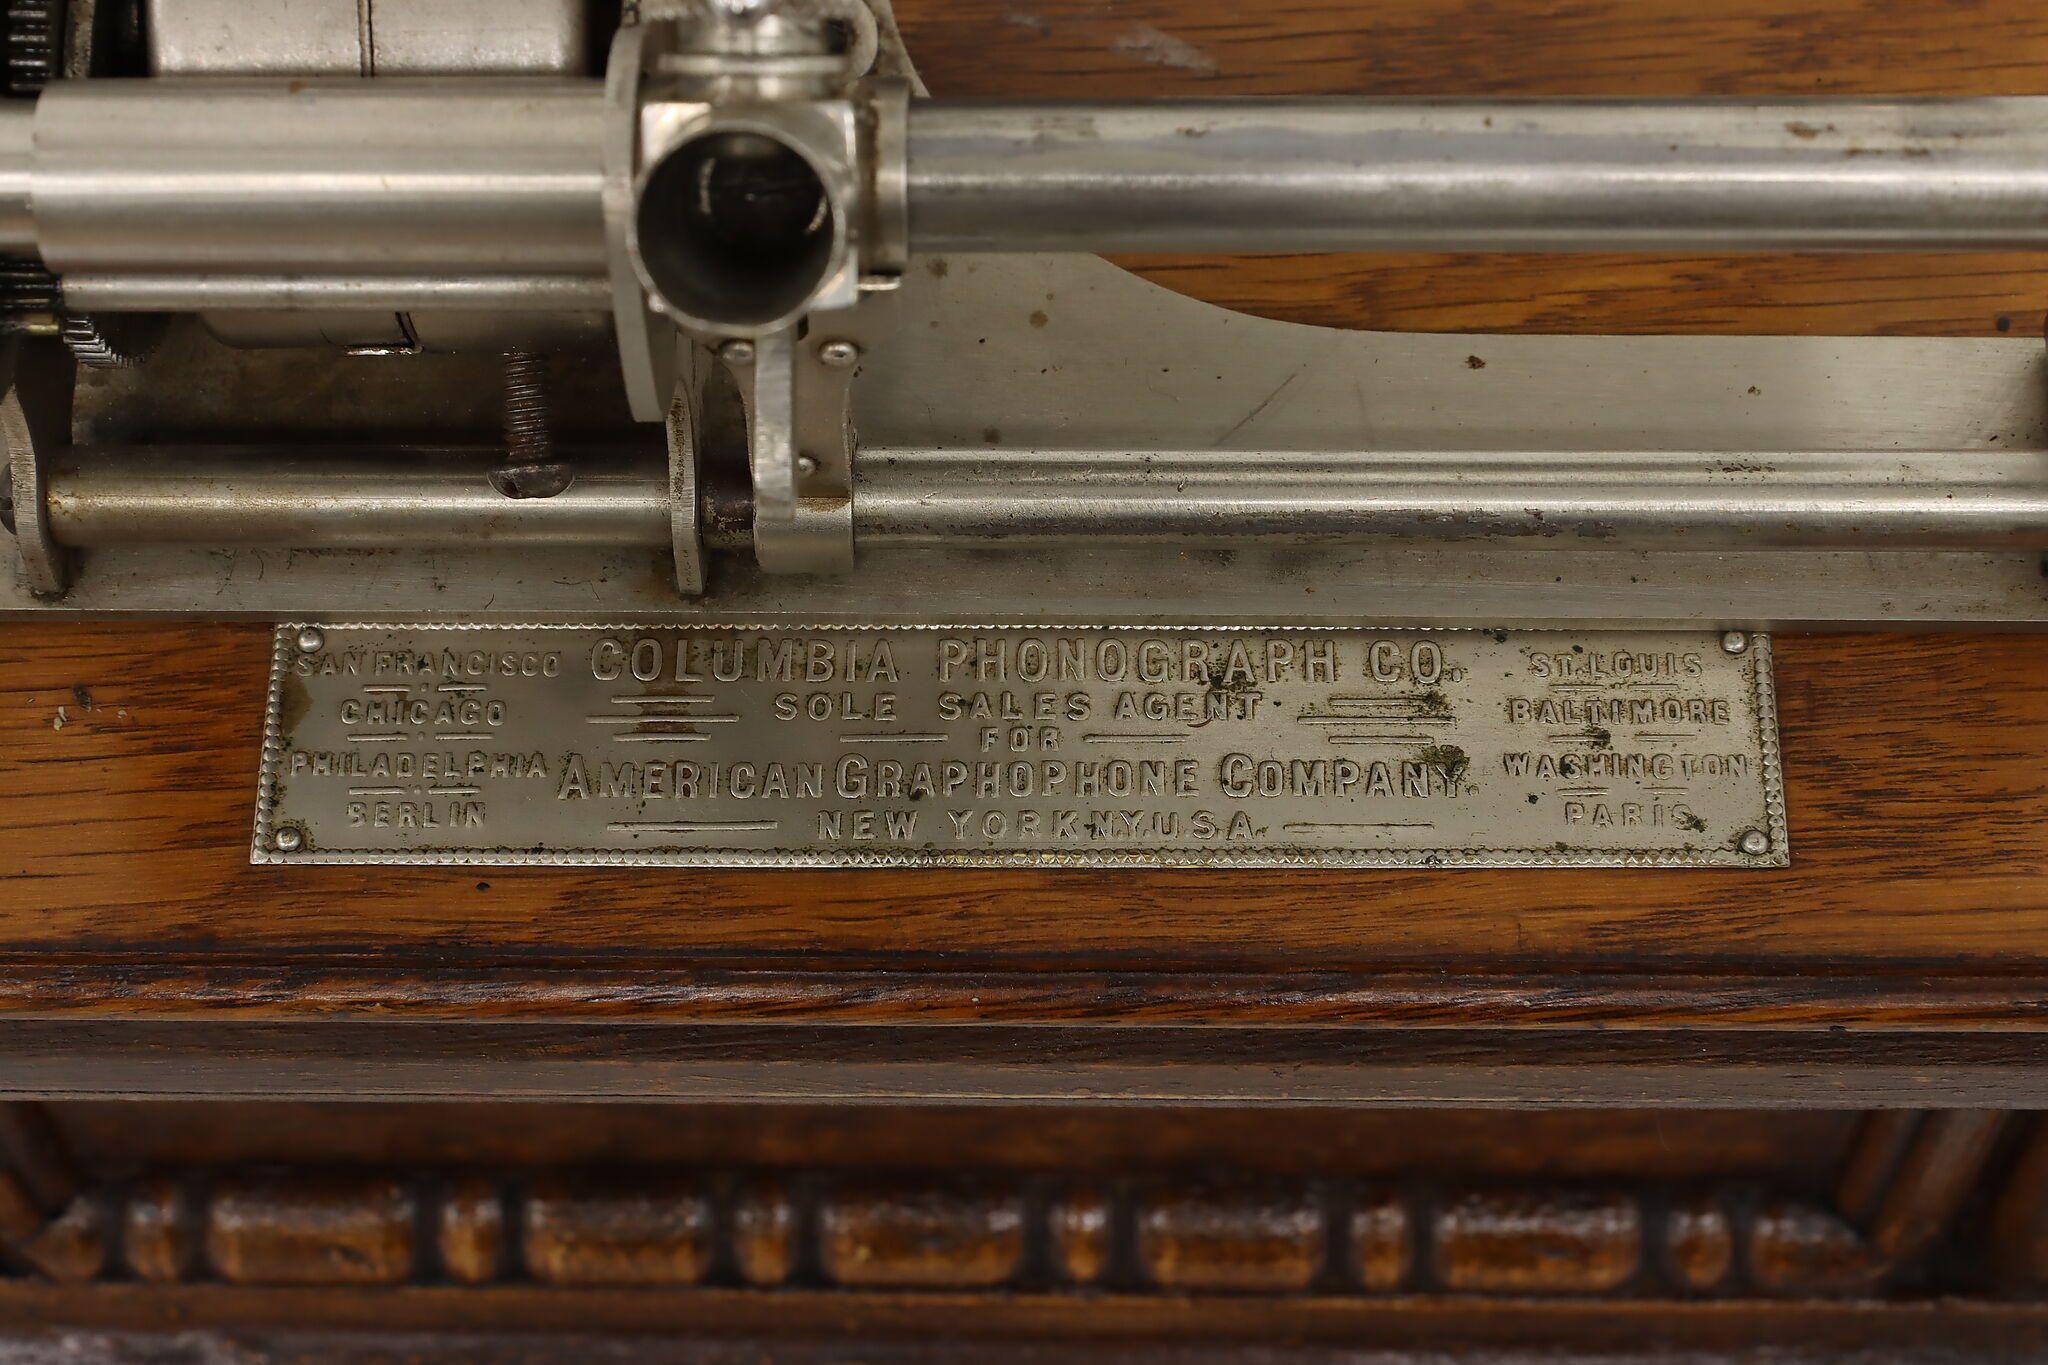 SAN FRANCISCO
CHICAGO
PHILADELPHIA
BERLIN
COLUMBIA PHONOGRAPH CO.
SOLE SALES AGENT
FOR
AMERICAN GRAPHOPHONE COMPANY.
NEW YORK N.Y. U.S.A.
ST. LOUIS
BALTIMORE
WASHINGTON
PARIS